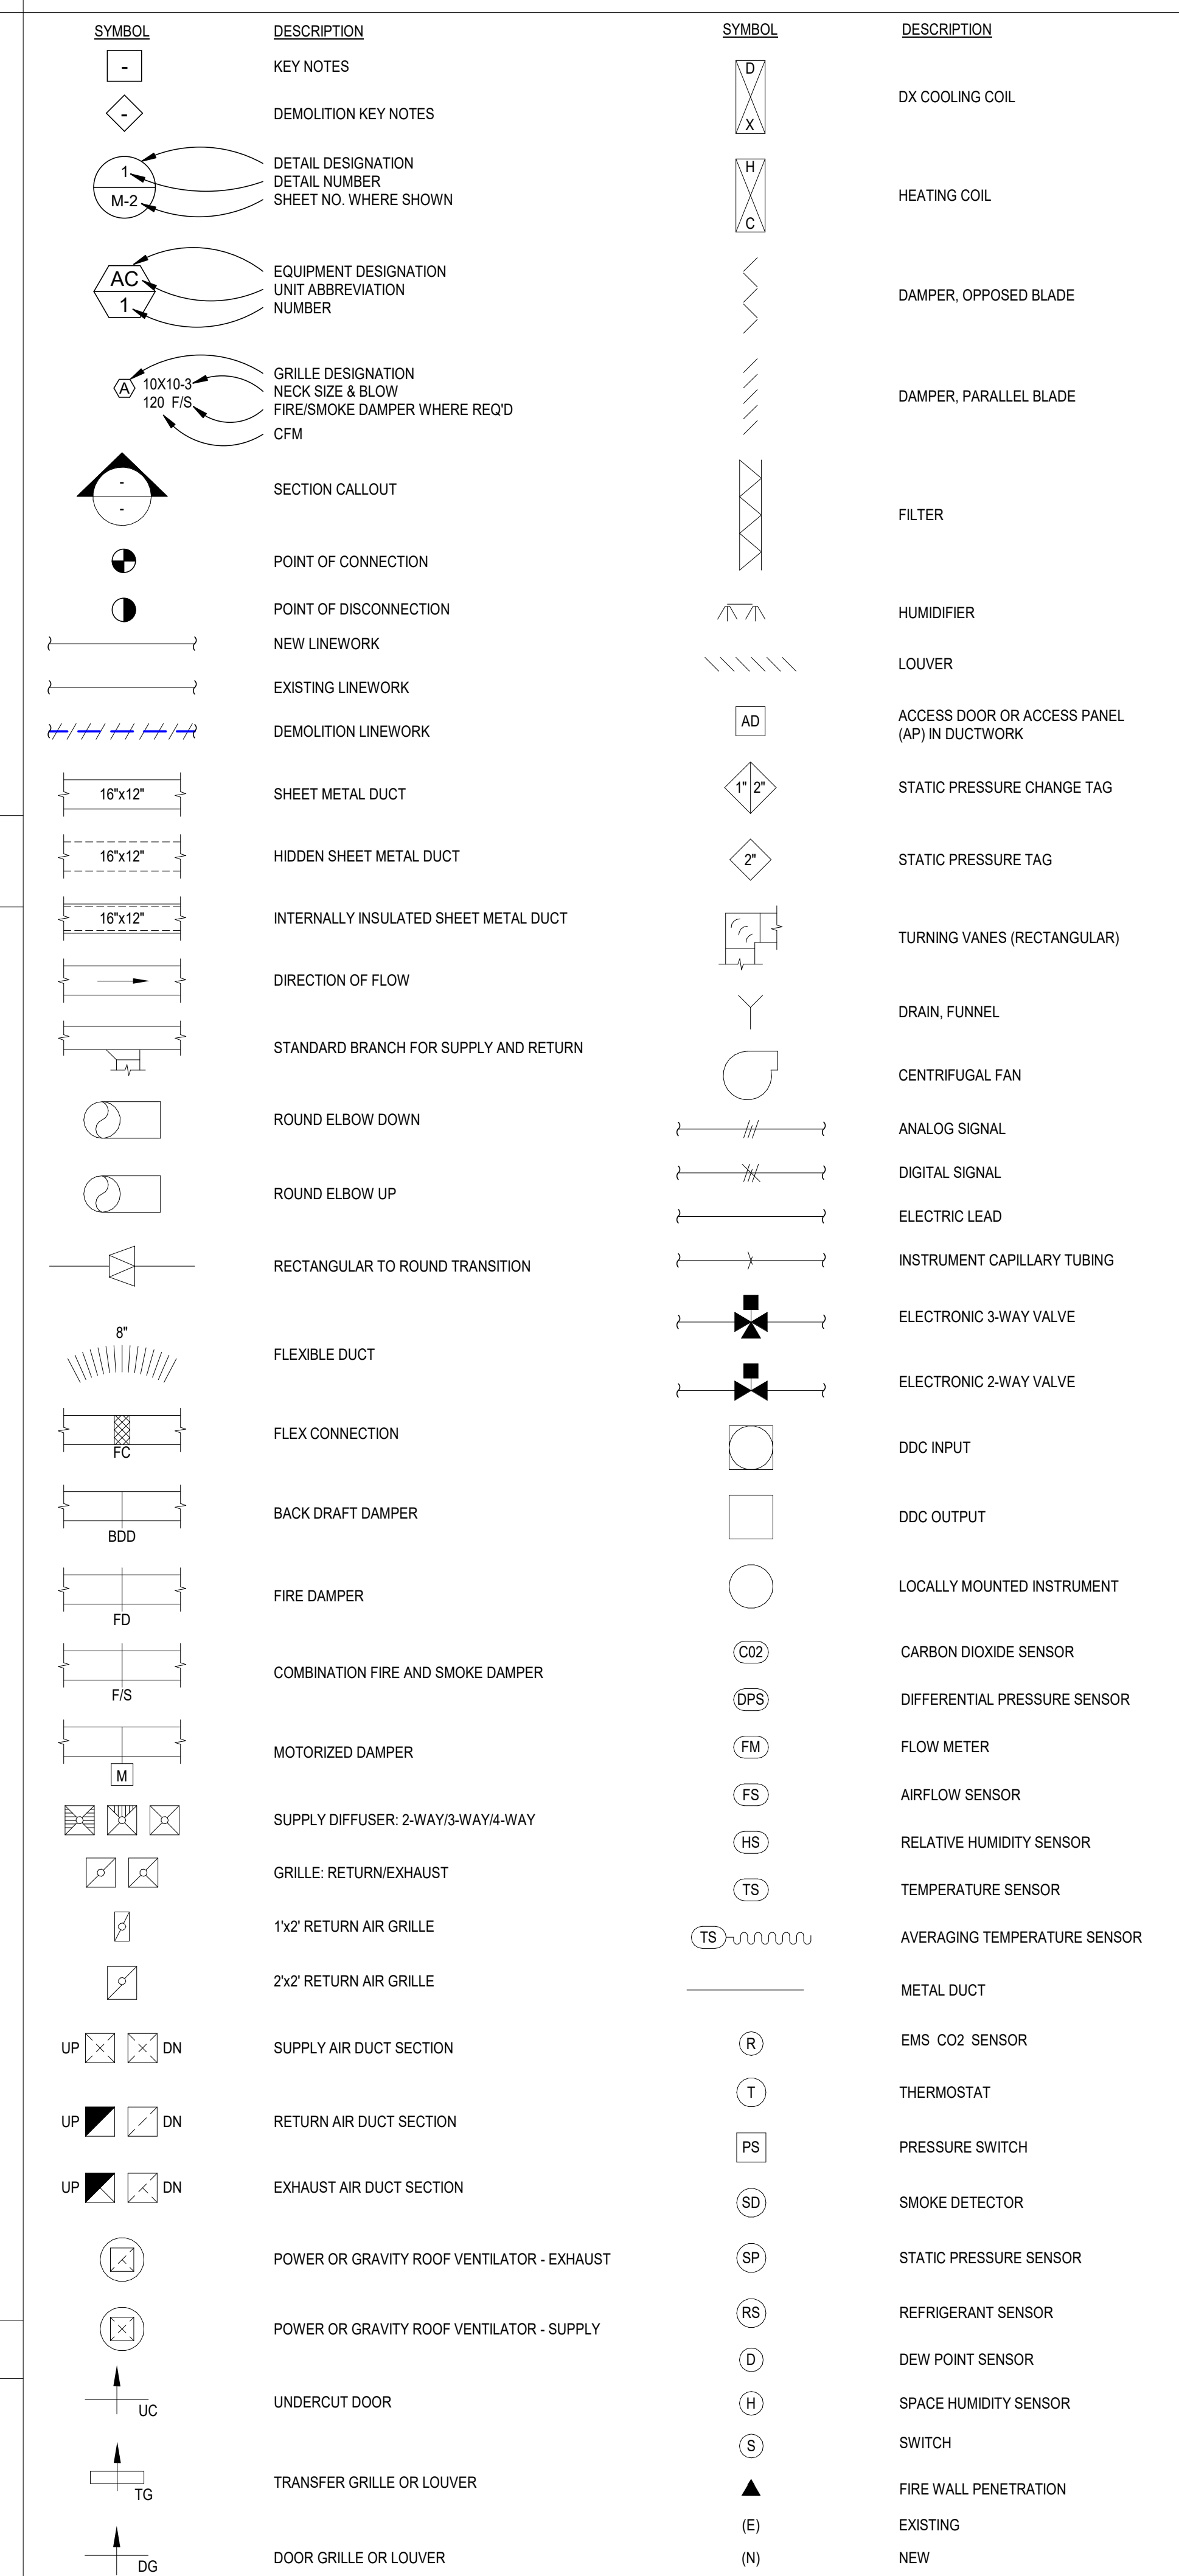 SYMBOL DESCRIPTION
- KEY NOTES
- DEMOLITION KEY NOTES
DETAIL DESIGNATION
1 DETAIL NUMBER
M-2 SHEET NO. WHERE SHOWN
EQUIPMENT DESIGNATION
AC UNIT ABBREVIATION
1 NUMBER
GRILLE DESIGNATION
A 10X10-3 NECK SIZE & BLOW
120 F/S FIRE/SMOKE DAMPER WHERE REQ'D
CFM
-
SECTION CALLOUT
-
POINT OF CONNECTION
POINT OF DISCONNECTION
NEW LINEWORK
EXISTING LINEWORK
DEMOLITION LINEWORK
16"x12" SHEET METAL DUCT
16"x12" HIDDEN SHEET METAL DUCT
16"x12" INTERNALLY INSULATED SHEET METAL DUCT
DIRECTION OF FLOW
STANDARD BRANCH FOR SUPPLY AND RETURN
ROUND ELBOW DOWN
ROUND ELBOW UP
RECTANGULAR TO ROUND TRANSITION
8"
FLEXIBLE DUCT
FLEX CONNECTION
FC
BACK DRAFT DAMPER
BDD
FIRE DAMPER
FD
COMBINATION FIRE AND SMOKE DAMPER
F/S
MOTORIZED DAMPER
M
SUPPLY DIFFUSER: 2-WAY/3-WAY/4-WAY
GRILLE: RETURN/EXHAUST
1'x2' RETURN AIR GRILLE
2'x2' RETURN AIR GRILLE
UP DN SUPPLY AIR DUCT SECTION
UP DN RETURN AIR DUCT SECTION
UP DN EXHAUST AIR DUCT SECTION
POWER OR GRAVITY ROOF VENTILATOR - EXHAUST
POWER OR GRAVITY ROOF VENTILATOR - SUPPLY
UNDERCUT DOOR
UC
TRANSFER GRILLE OR LOUVER
TG
DOOR GRILLE OR LOUVER
DG
SYMBOL DESCRIPTION
D
DX COOLING COIL
X
H
HEATING COIL
C
DAMPER, OPPOSED BLADE
DAMPER, PARALLEL BLADE
FILTER
HUMIDIFIER
LOUVER
AD ACCESS DOOR OR ACCESS PANEL
(AP) IN DUCTWORK
1" 2" STATIC PRESSURE CHANGE TAG
2" STATIC PRESSURE TAG
TURNING VANES (RECTANGULAR)
DRAIN, FUNNEL
CENTRIFUGAL FAN
ANALOG SIGNAL
DIGITAL SIGNAL
ELECTRIC LEAD
INSTRUMENT CAPILLARY TUBING
ELECTRONIC 3-WAY VALVE
ELECTRONIC 2-WAY VALVE
DDC INPUT
DDC OUTPUT
LOCALLY MOUNTED INSTRUMENT
C02 CARBON DIOXIDE SENSOR
DPS DIFFERENTIAL PRESSURE SENSOR
FM FLOW METER
FS AIRFLOW SENSOR
HS RELATIVE HUMIDITY SENSOR
TS TEMPERATURE SENSOR
TS AVERAGING TEMPERATURE SENSOR
METAL DUCT
R EMS CO2 SENSOR
T THERMOSTAT
PS PRESSURE SWITCH
SD SMOKE DETECTOR
SP STATIC PRESSURE SENSOR
RS REFRIGERANT SENSOR
D DEW POINT SENSOR
H SPACE HUMIDITY SENSOR
S SWITCH
FIRE WALL PENETRATION
(E) EXISTING
(N) NEW